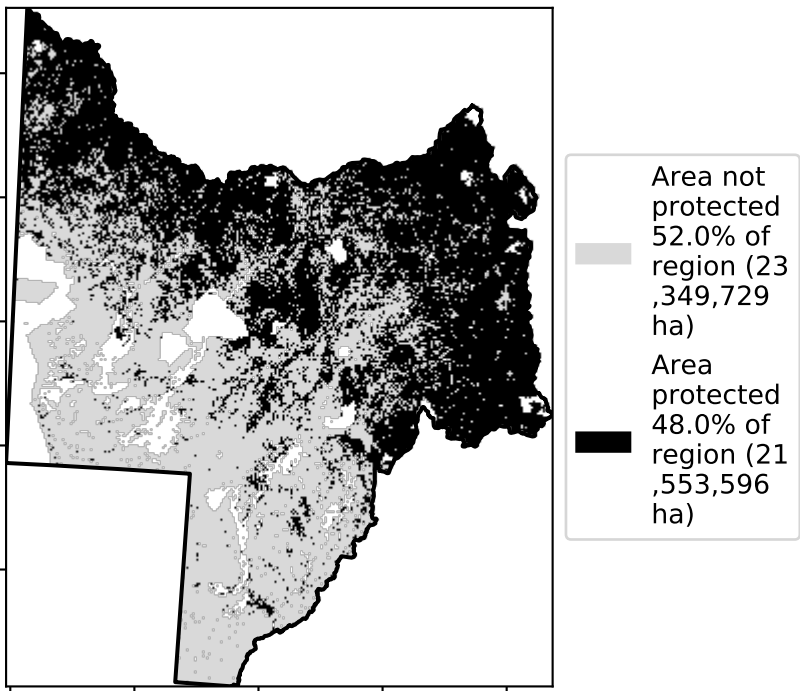 Area not
protected
52.0% of
region (23
,349,729
ha)
Area
protected
48.0% of
region (21
,553,596
ha)